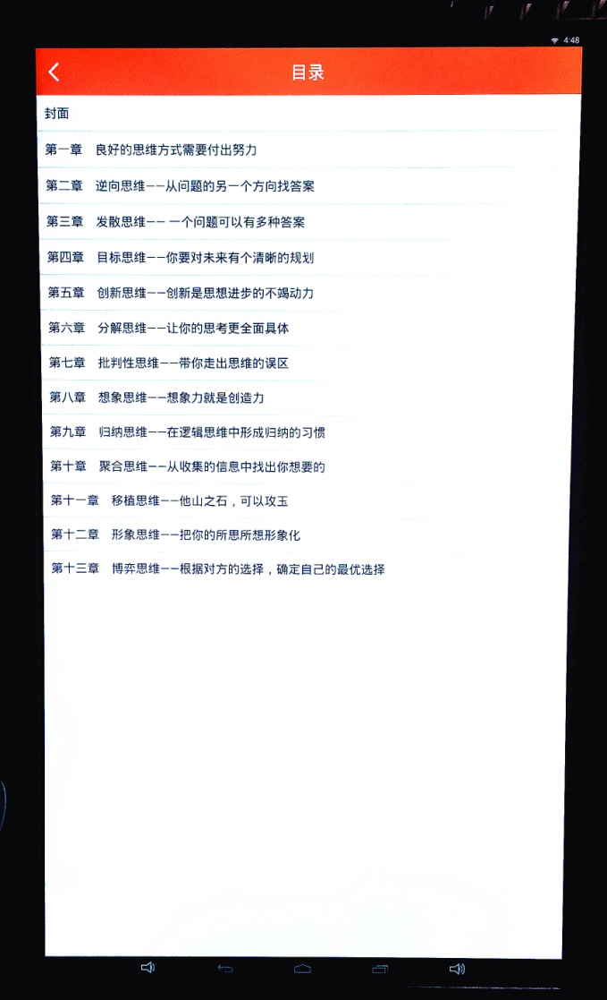 4:48
目录
封面
第一章 良好的思维方式需要付出努力
第二章 逆向思维——从问题的另一个方向找答案
第三章 发散思维—— 一个问题可以有多种答案
第四章 目标思维——你要对未来有个清晰的规划
第五章 创新思维——创新是思想进步的不竭动力
第六章 分解思维——让你的思考更全面具体
第七章 批判性思维——带你走出思维的误区
第八章 想象思维——想象力就是创造力
第九章 归纳思维——在逻辑思维中形成归纳的习惯
第十章 聚合思维——从收集的信息中找出你想要的
第十一章 移植思维——他山之石，可以攻玉
第十二章 形象思维——把你的所思所想形象化
第十三章 博弈思维——根据对方的选择，确定自己的最优选择